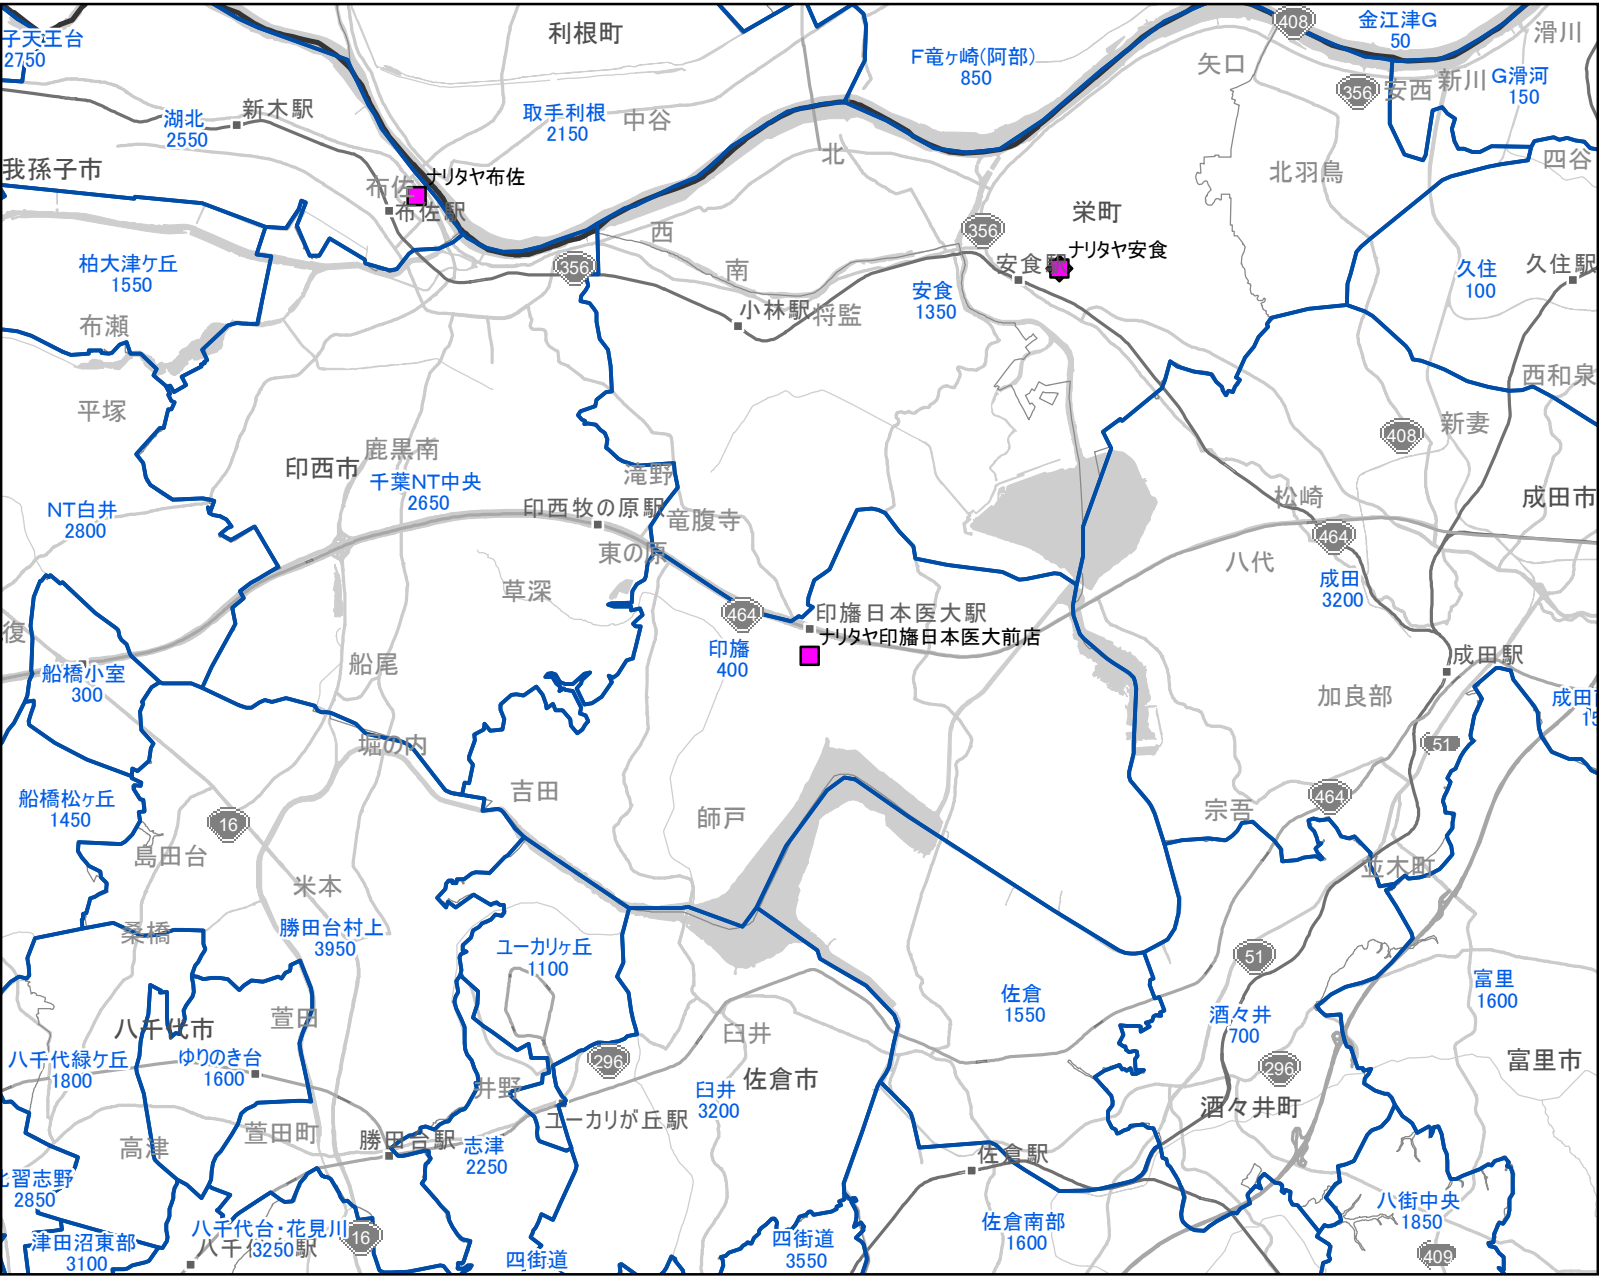 子天王台
2750
利根町
408
金江津G
50
滑川
F竜ヶ崎(阿部)
850
矢口
356
安西
新川
G滑河
150
湖北
2550
新木駅
取手利根
2150
中谷
北
北羽鳥
四谷
我孫子市
布佐
ナリタヤ布佐
布佐駅
西
356
栄町
ナリタヤ安食
安食駅
柏大津ケ丘
1550
356
南
安食
1350
久住
100
久住駅
布瀬
小林駅
将監
西和泉
平塚
408
新妻
鹿黒南
印西市
千葉NT中央
2650
滝野
印西牧の原駅
竜腹寺
松崎
成田市
NT白井
2800
東の原
464
八代
成田
3200
草深
464
印旛日本医大駅
ナリタヤ印旛日本医大前店
印旛
400
復
船橋小室
300
船尾
成田駅
加良部
成田
15
51
堀の内
船橋松ヶ丘
1450
吉田
師戸
464
宗吾
16
島田台
並木町
米本
桑橋
勝田台村上
3950
ユーカリヶ丘
1100
51
佐倉
1550
富里
1600
酒々井
700
八千代市
萱田
臼井
八千代緑ケ丘
1800
ゆりのき台
1600
296
296
富里市
井野
臼井
3200
佐倉市
酒々井町
ユーカリが丘駅
高津
萱田町
勝田台駅
志津
2250
佐倉駅
習志野
2850
八千代台・花見川
3250
16
八街中央
1850
津田沼東部
3100
四街道
四街道
3550
佐倉南部
1600
409